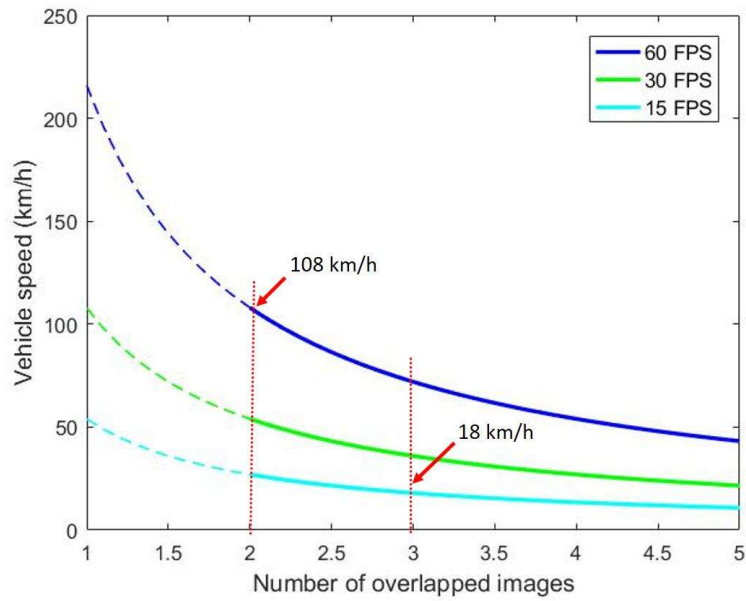 250
200
150
100
50
0
Vehicle speed (km/h)
60 FPS
30 FPS
15 FPS
108 km/h
18 km/h
1 1.5 2 2.5 3 3.5 4 4.5 5
Number of overlapped images